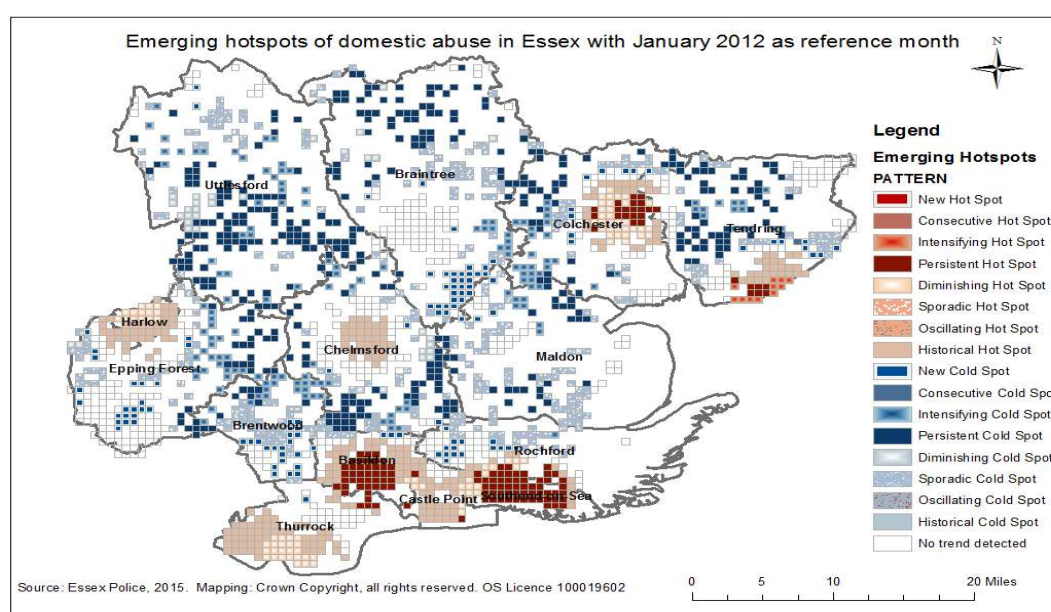 Emerging hotspots of domestic abuse in Essex with January 2012 as reference month
N
Uttlesford
Braintree
Colchester
Tendring
Harlow
Epping Forest
Chelmsford
Maldon
Brentwood
Basildon
Rochford
Castle Point
Southend-on-Sea
Thurrock
Legend
Emerging Hotspots
PATTERN
New Hot Spot
Consecutive Hot Spot
Intensifying Hot Spot
Persistent Hot Spot
Diminishing Hot Spot
Sporadic Hot Spot
Oscillating Hot Spot
Historical Hot Spot
New Cold Spot
Consecutive Cold Spot
Intensifying Cold Spot
Persistent Cold Spot
Diminishing Cold Spot
Sporadic Cold Spot
Oscillating Cold Spot
Historical Cold Spot
No trend detected
Source: Essex Police, 2015. Mapping: Crown Copyright, all rights reserved. OS Licence 100019602
0 5 10 20 Miles